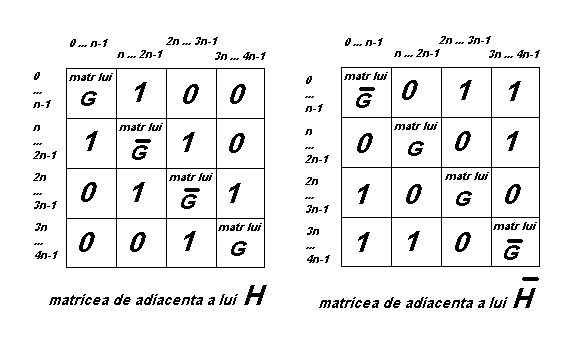 0 ... n-1
n ... 2n-1
2n ... 3n-1
3n ... 4n-1
0
...
n-1
matr lui
G
1
0
0
n
...
2n-1
1
matr lui
G̅
1
0
2n
...
3n-1
0
1
matr lui
G̅
1
3n
...
4n-1
0
0
1
matr lui
G
matricea de adiacenta a lui H
0 ... n-1
n ... 2n-1
2n ... 3n-1
3n ... 4n-1
0
...
n-1
matr lui
G̅
0
1
1
n
...
2n-1
0
matr lui
G
0
1
2n
...
3n-1
1
0
matr lui
G
0
3n
...
4n-1
1
1
0
matr lui
G̅
matricea de adiacenta a lui H̅